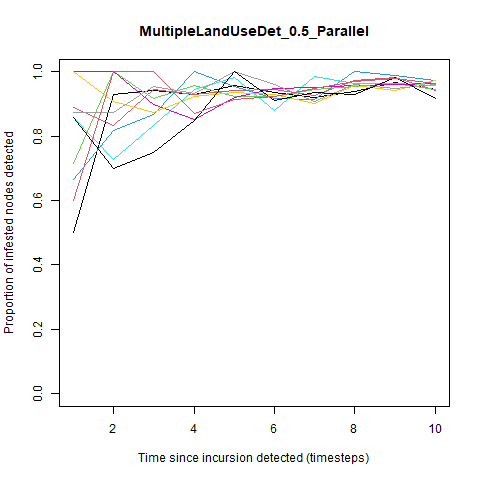 MultipleLandUseDet_0.5_Parallel
Proportion of infested nodes detected
1.0
0.8
0.6
0.4
0.2
0.0
2 4 6 8 10
Time since incursion detected (timesteps)